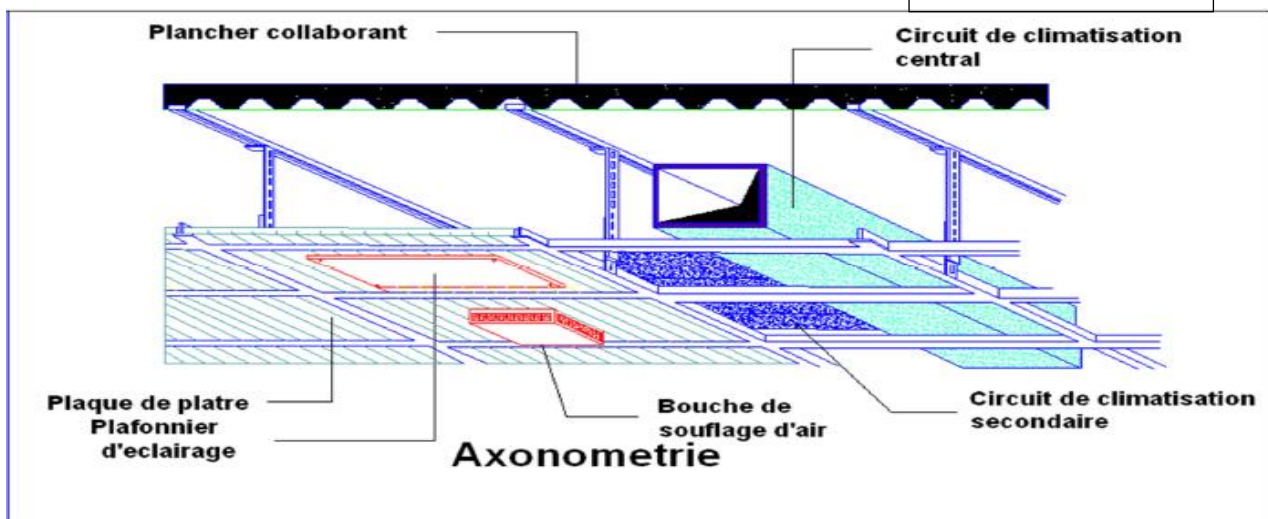 Plancher collaborant
Circuit de climatisation
central
Plaque de platre
Plafonnier
d'eclairage
Bouche de
souflage d'air
Circuit de climatisation
secondaire
Axonometrie